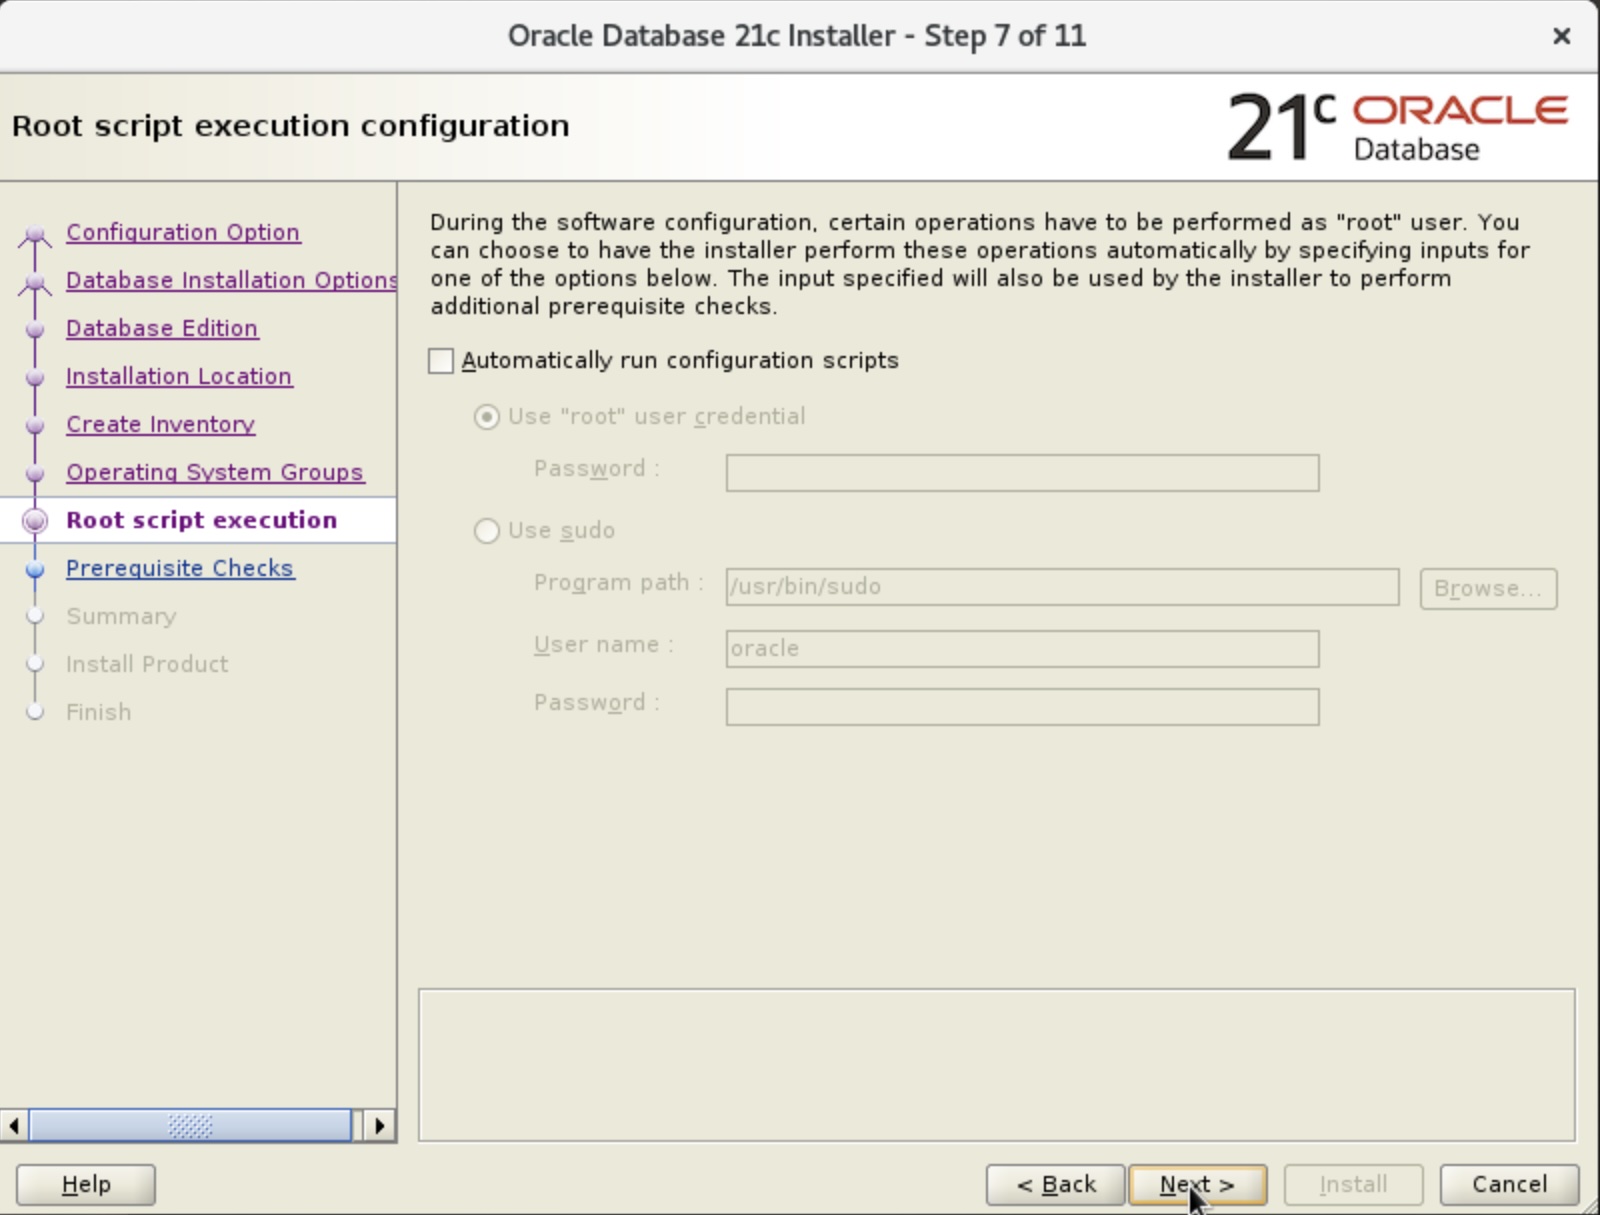 Oracle Database 21c Installer - Step 7 of 11
Root script execution configuration
21c ORACLE
Database
Configuration Option
Database Installation Options
Database Edition
Installation Location
Create Inventory
Operating System Groups
Root script execution
Prerequisite Checks
Summary
Install Product
Finish
During the software configuration, certain operations have to be performed as "root" user. You
can choose to have the installer perform these operations automatically by specifying inputs for
one of the options below. The input specified will also be used by the installer to perform
additional prerequisite checks.
Automatically run configuration scripts
Use "root" user credential
Password :
Use sudo
Program path : /usr/bin/sudo Browse...
User name : oracle
Password :
Help < Back Next > Install Cancel